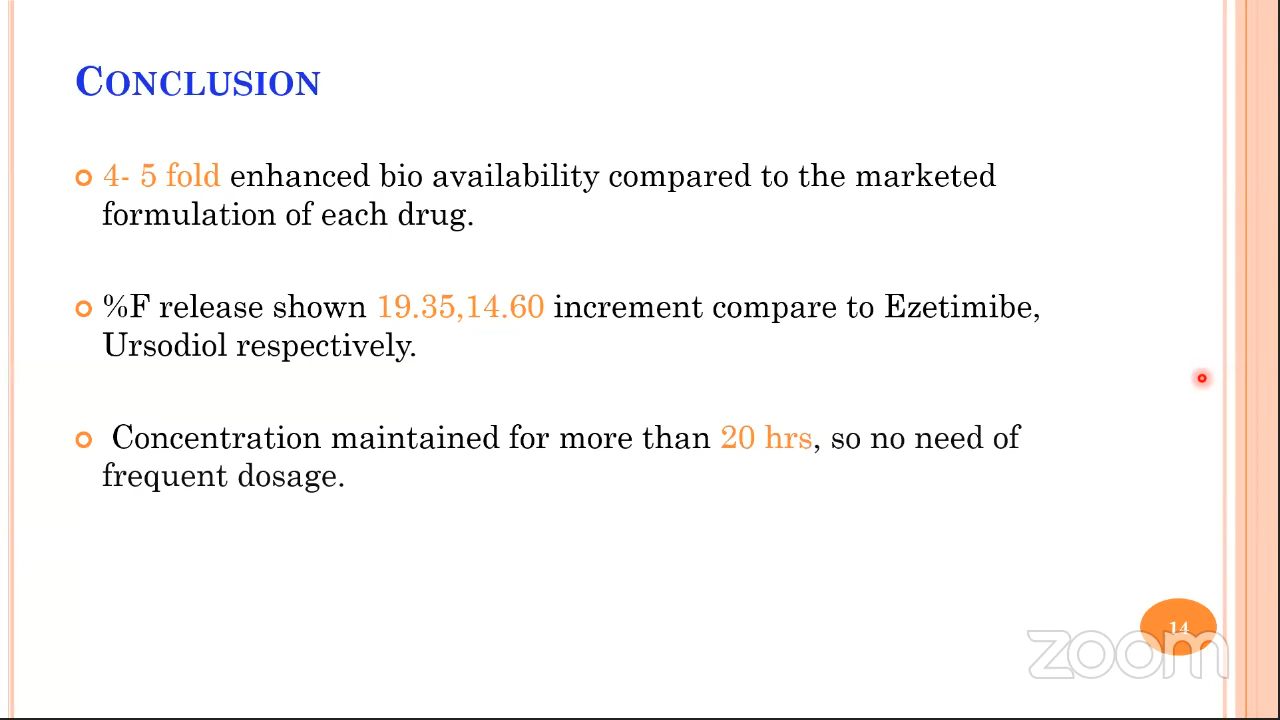 CONCLUSION
4- 5 fold enhanced bio availability compared to the marketed
formulation of each drug.
%F release shown 19.35,14.60 increment compare to Ezetimibe,
Ursodiol respectively.
Concentration maintained for more than 20 hrs, so no need of
frequent dosage.
14
zoom